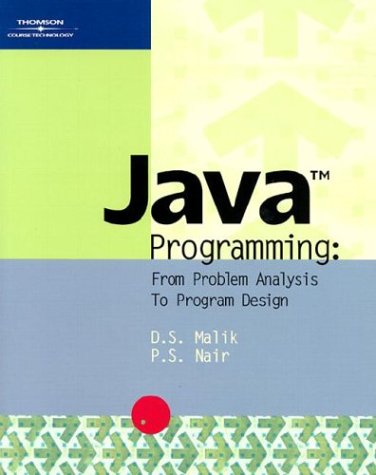 THOMSON
COURSE TECHNOLOGY
Java™
Programming:
From Problem Analysis
To Program Design
D.S. Malik
P.S. Nair